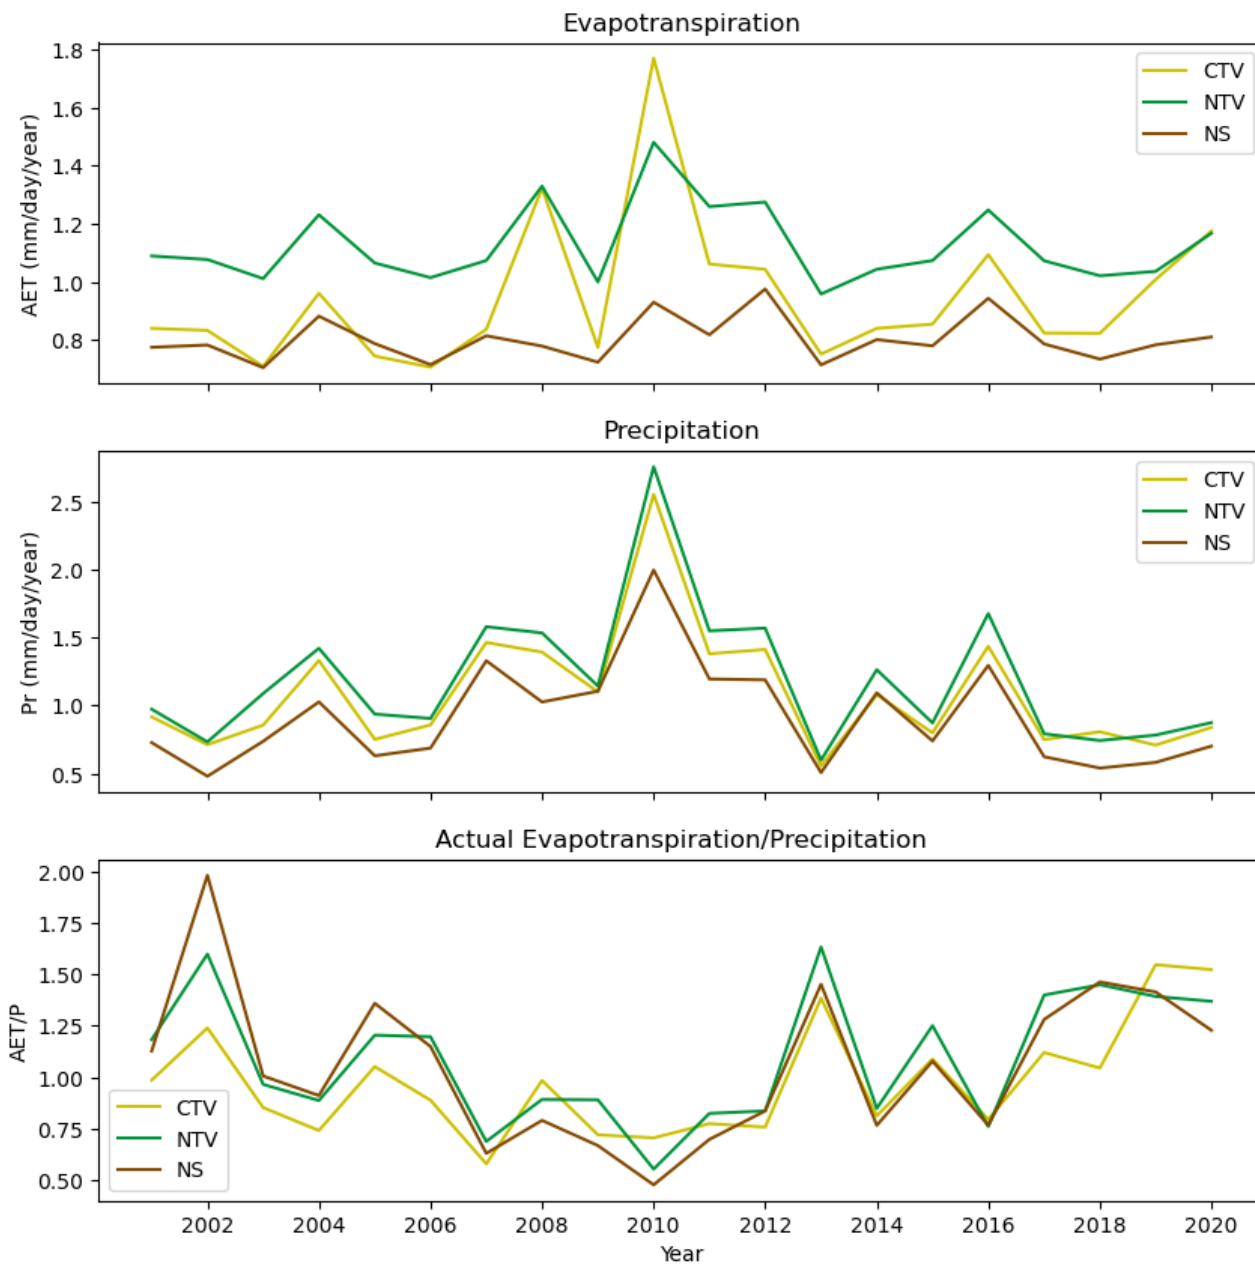 Evapotranspiration
AET (mm/day/year)
1.8
1.6
1.4
1.2
1.0
0.8
CTV
NTV
NS
Precipitation
Pr (mm/day/year)
2.5
2.0
1.5
1.0
0.5
CTV
NTV
NS
Actual Evapotranspiration/Precipitation
AET/P
2.00
1.75
1.50
1.25
1.00
0.75
0.50
CTV
NTV
NS
2002 2004 2006 2008 2010 2012 2014 2016 2018 2020
Year